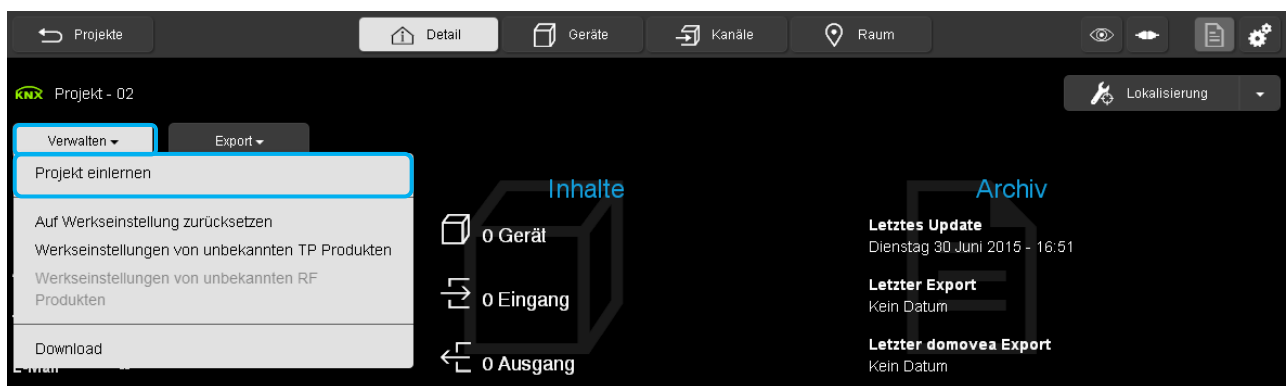 Projekte
Detail
Geräte
Kanäle
Raum
KNX Projekt - 02
Lokalisierung
Verwalten
Export
Projekt einlernen
Auf Werkseinstellung zurücksetzen
Werkseinstellungen von unbekannten TP Produkten
Werkseinstellungen von unbekannten RF
Produkten
Download
E-Mail
Inhalte
0 Gerät
0 Eingang
0 Ausgang
Archiv
Letztes Update
Dienstag 30 Juni 2015 - 16:51
Letzter Export
Kein Datum
Letzter domovea Export
Kein Datum